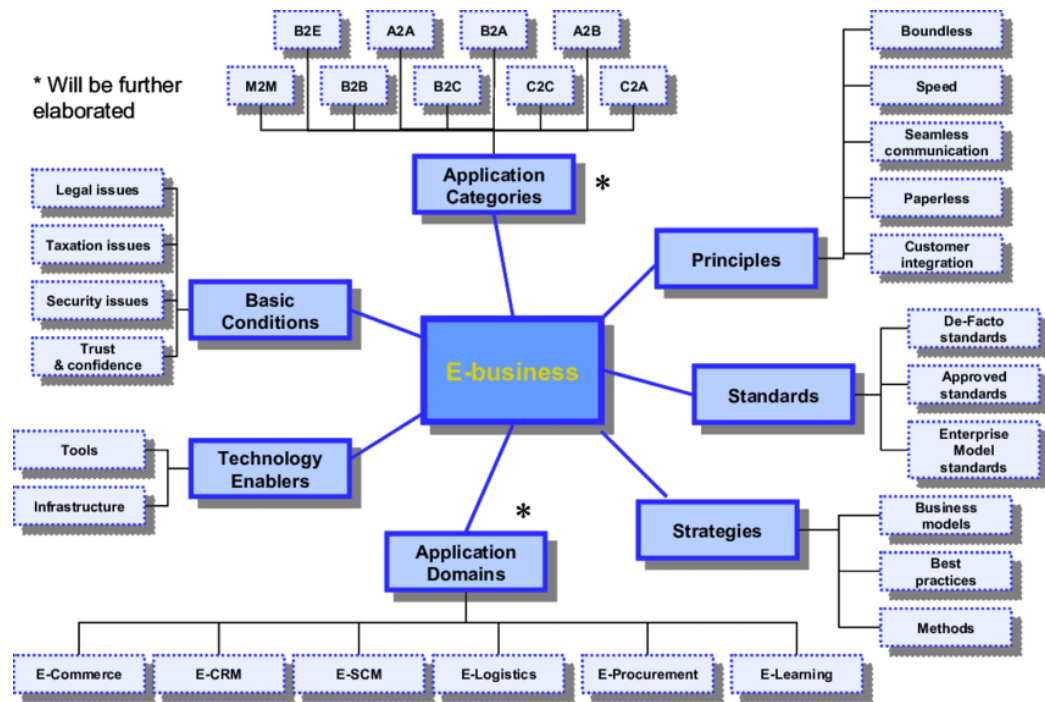 B2E
A2A
B2A
A2B
M2M
B2B
B2C
C2C
C2A
* Will be further
elaborated
Application
Categories
*
Boundless
Speed
Seamless
communication
Paperless
Customer
integration
Principles
Legal issues
Taxation issues
Security issues
Trust
& confidence
Basic
Conditions
E-business
Standards
De-Facto
standards
Approved
standards
Enterprise
Model
standards
Tools
Infrastructure
Technology
Enablers
*
Application
Domains
Strategies
Business
models
Best
practices
Methods
E-Commerce
E-CRM
E-SCM
E-Logistics
E-Procurement
E-Learning